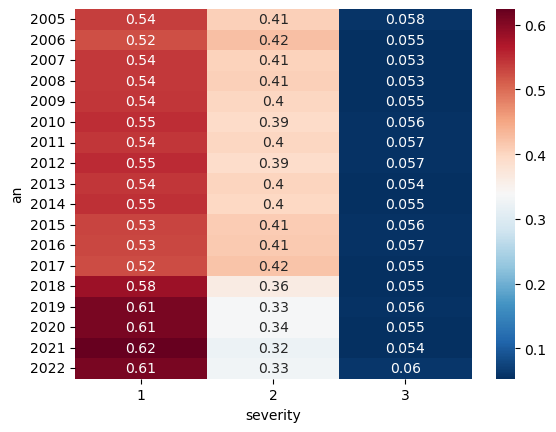 2005 0.54 0.41 0.058
2006 0.52 0.42 0.055
2007 0.54 0.41 0.053
2008 0.54 0.41 0.053
2009 0.54 0.4 0.055
2010 0.55 0.39 0.056
2011 0.54 0.4 0.057
2012 0.55 0.39 0.057
2013 0.54 0.4 0.054
2014 0.55 0.4 0.055
2015 0.53 0.41 0.056
2016 0.53 0.41 0.057
2017 0.52 0.42 0.055
2018 0.58 0.36 0.055
2019 0.61 0.33 0.056
2020 0.61 0.34 0.055
2021 0.62 0.32 0.054
2022 0.61 0.33 0.06
an
1 2 3
severity
0.6
0.5
0.4
0.3
0.2
0.1